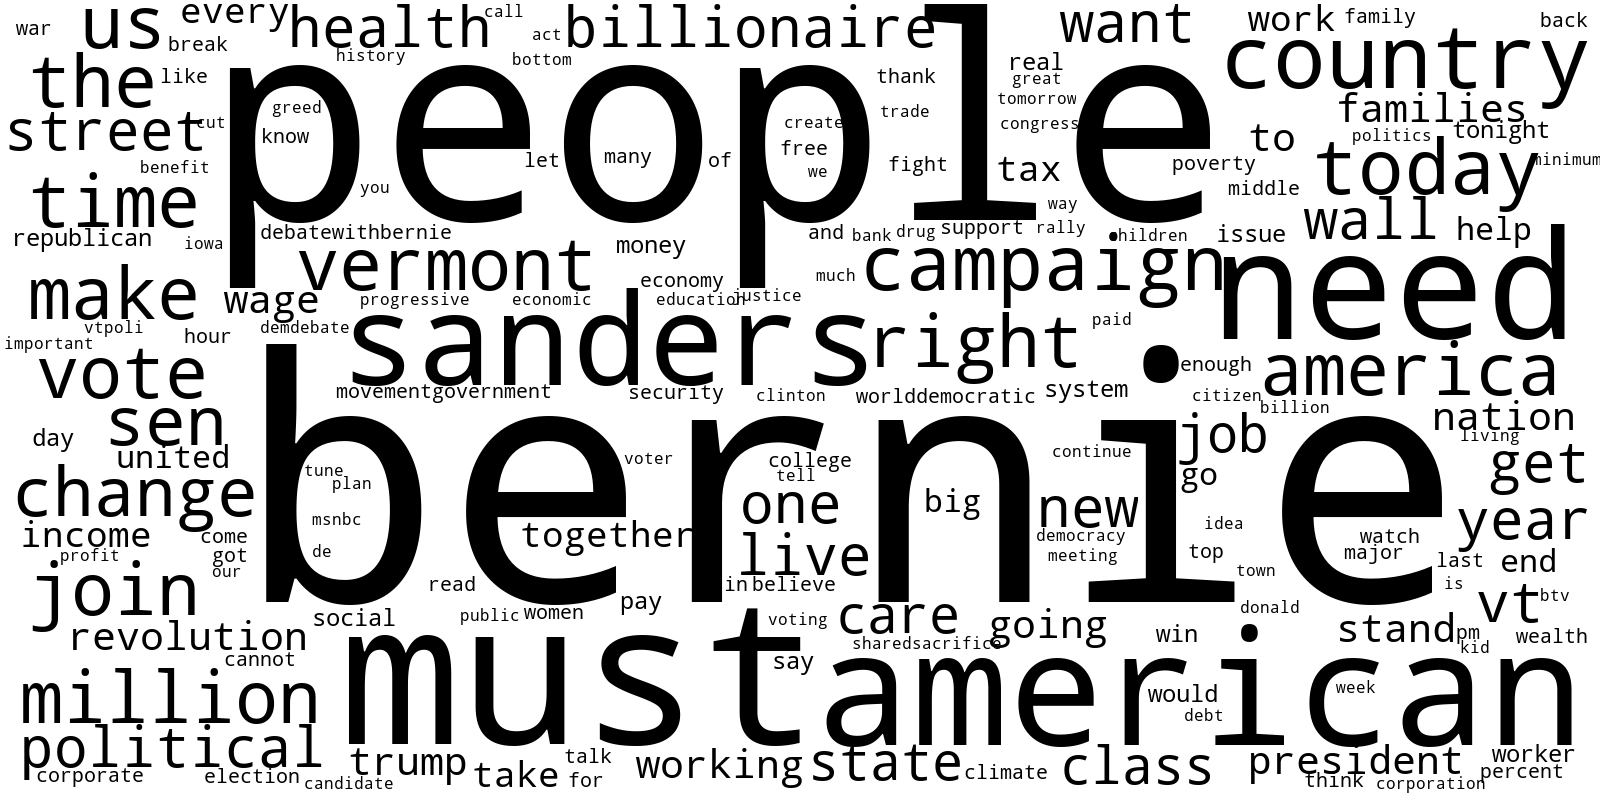 war
us
every
health
call
act
billionaire
want
work
family
back
break
history
bottom
real
country
the
like
people
thank
great
tomorrow
families
greed
trade
street
cut
know
create
congress
to
politics
tonight
benefit
let
many
of
free
we
fight
tax
poverty
today
minimum
time
you
way
middle
republican
iowa
debatewithbernie
money
and
bank
drug
support
rally
children
issue
wall
help
vermont
economy
much
campaign
need
make
wage
progressive
economic
education
justice
important
vtpoli
hour
demdebate
sanders
right
paid
vote
movement
government
security
clinton
world
democratic
system
enough
america
citizen
billion
sen
day
united
bernie
job
nation
living
voter
college
tell
continue
go
get
tune
plan
change
msnbc
one
big
new
idea
year
income
come
together
democracy
watch
profit
got
our
de
live
meeting
top
major
last
end
join
read
in
believe
town
is
vt
btv
social
public
women
pay
voting
care
going
donald
revolution
sharedsacrifice
win
stand
pm
kid
wealth
cannot
must
say
american
million
would
week
debt
political
corporate
election
candidate
trump
take
talk
for
working
state
climate
class
president
think
corporation
worker
percent